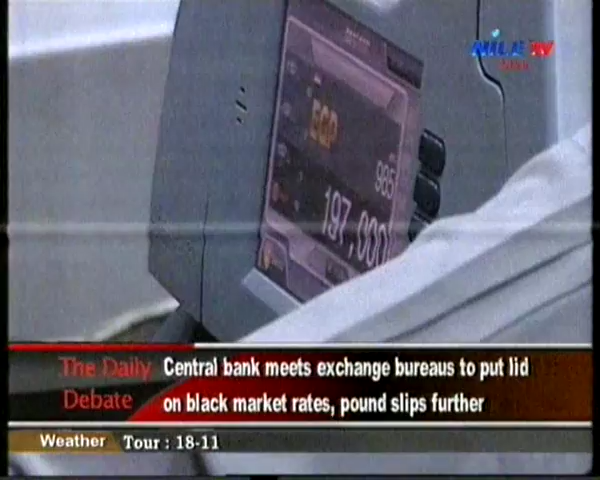 NILE TV
EGP
985
197,000
The Daily
Debate
Central bank meets exchange bureaus to put lid
on black market rates, pound slips further
Weather
Tour : 18-11